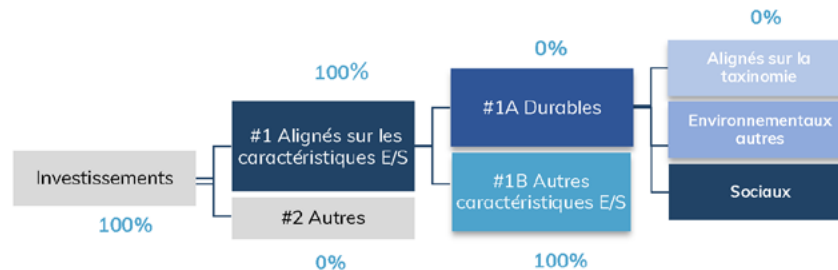 0%
0%
100%
Alignés sur la
taxinomie
#1A Durables
#1 Alignés sur les
caractéristiques E/S
Environnementaux
autres
Investissements
#1B Autres
caractéristiques E/S
Sociaux
#2 Autres
100%
0%
100%